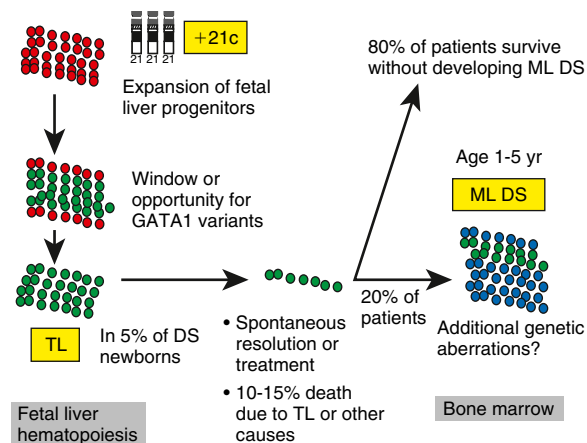 +21c
21 21 21
Expansion of fetal
liver progenitors
80% of patients survive
without developing ML DS
Window or
opportunity for
GATA1 variants
Age 1-5 yr
ML DS
TL
In 5% of DS
newborns
20% of
patients
• Spontaneous
resolution or
treatment
• 10-15% death
due to TL or other
causes
Additional genetic
aberrations?
Fetal liver
hematopoiesis
Bone marrow